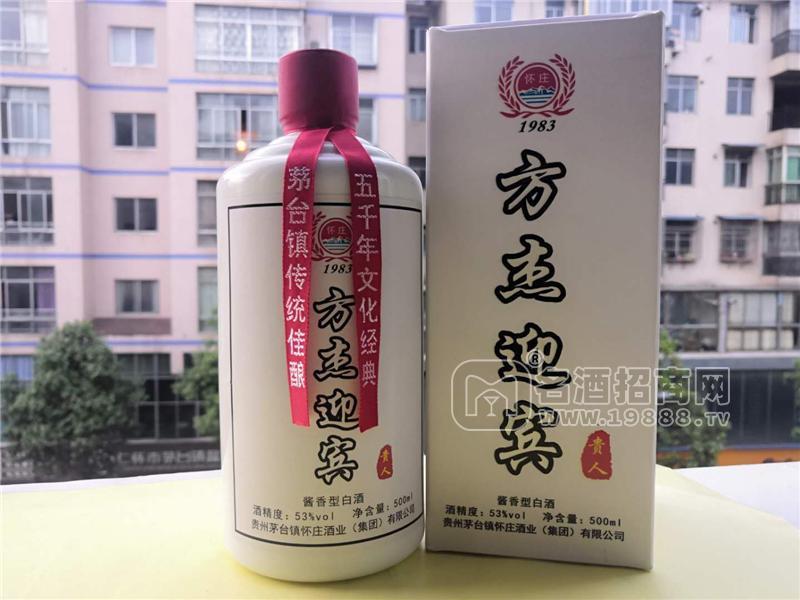 怀庄
1983
方杰迎宾
贵人
酱香型白酒
酒精度：53%vol 净含量：500ml
贵州茅台镇怀庄酒业（集团）有限公司
五千年文化经典
茅台镇传统佳酿
怀庄
1983
方杰迎宾®
貴人
酱香型白酒
酒精度：53%vol 净含量：500ml
贵州茅台镇怀庄酒业（集团）有限公司
名酒招商网
www.19888.tv